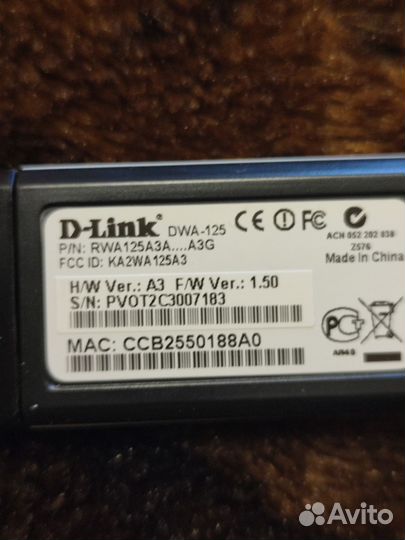 D-Link DWA-125
P/N: RWA125A3A....A3G
FCC ID: KA2WA125A3
ACN 052 202 838
Z576
Made in China
H/W Ver.: A3 F/W Ver.: 1.50
S/N: PVOT2C3007183
MAC: CCB2550188A0
Avito